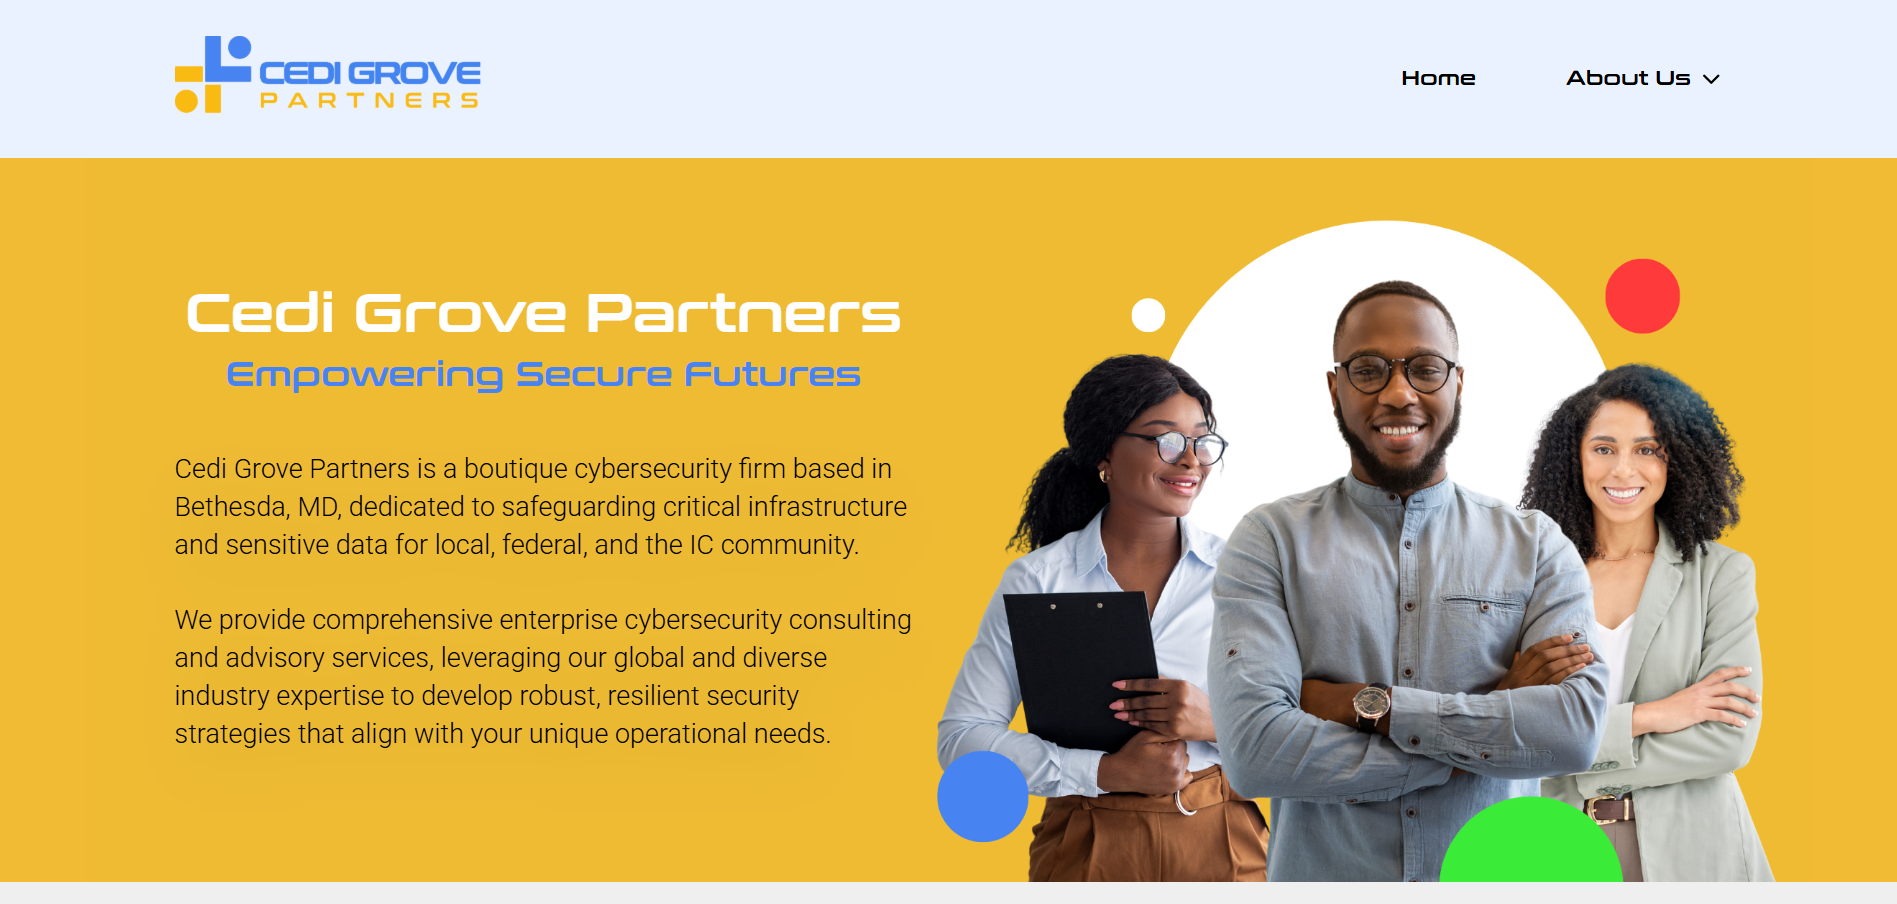 CEDI GROVE
PARTNERS
Home
About Us
Cedi Grove Partners
Empowering Secure Futures
Cedi Grove Partners is a boutique cybersecurity firm based in
Bethesda, MD, dedicated to safeguarding critical infrastructure
and sensitive data for local, federal, and the IC community.
We provide comprehensive enterprise cybersecurity consulting
and advisory services, leveraging our global and diverse
industry expertise to develop robust, resilient security
strategies that align with your unique operational needs.